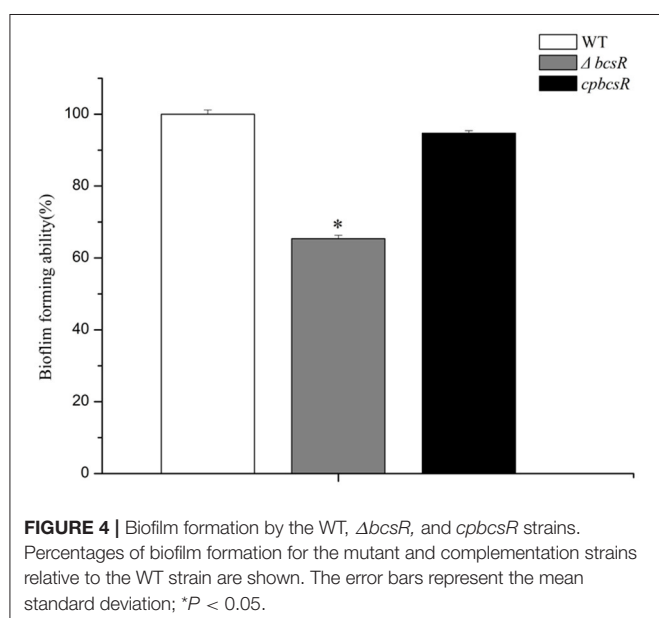 WT
Δ bcsR
cpbcsR
100
80
60
40
20
0
*
Bioflim forming ability(%)
FIGURE 4 | Biofilm formation by the WT, ΔbcsR, and cpbcsR strains.
Percentages of biofilm formation for the mutant and complementation strains
relative to the WT strain are shown. The error bars represent the mean
standard deviation; *P < 0.05.